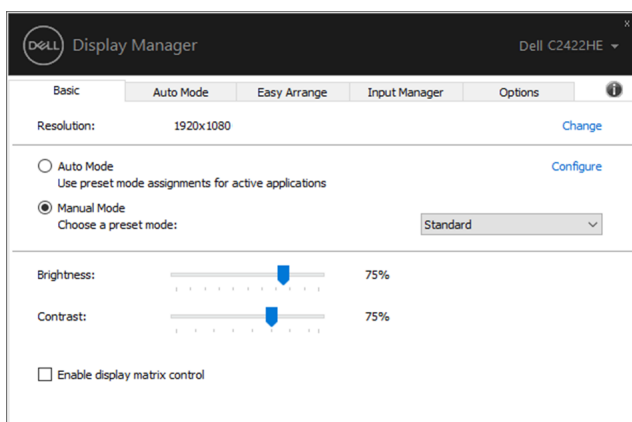 DELL Display Manager Dell C2422HE
x
Basic Auto Mode Easy Arrange Input Manager Options i
Resolution: 1920x1080 Change
Auto Mode Configure
Use preset mode assignments for active applications
Manual Mode
Choose a preset mode: Standard
Brightness: 75%
Contrast: 75%
Enable display matrix control